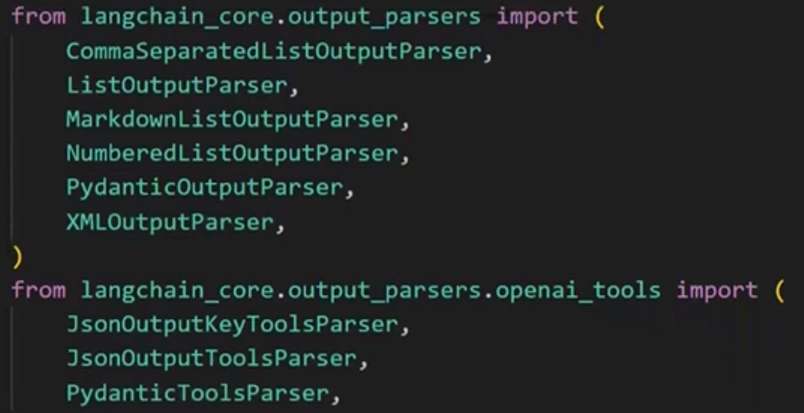 from langchain_core.output_parsers import (
    CommaSeparatedListOutputParser,
    ListOutputParser,
    MarkdownListOutputParser,
    NumberedListOutputParser,
    PydanticOutputParser,
    XMLOutputParser,
)
from langchain_core.output_parsers.openai_tools import (
    JsonOutputKeyToolsParser,
    JsonOutputToolsParser,
    PydanticToolsParser,